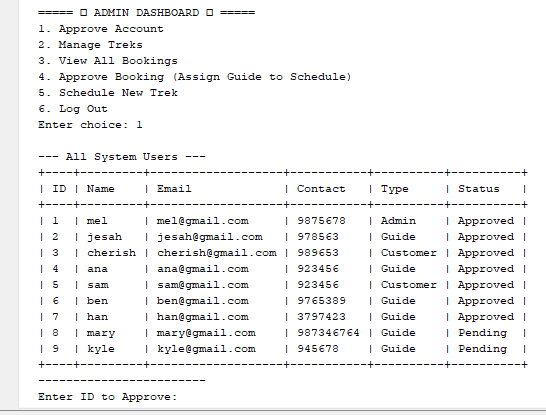 ===== □ ADMIN DASHBOARD □ =====
1. Approve Account
2. Manage Treks
3. View All Bookings
4. Approve Booking (Assign Guide to Schedule)
5. Schedule New Trek
6. Log Out
Enter choice: 1

--- All System Users ---
+----+---------+-------------------+-----------+----------+----------+
| ID | Name    | Email             | Contact   | Type     | Status   |
+----+---------+-------------------+-----------+----------+----------+
| 1  | mel     | mel@gmail.com     | 9875678   | Admin    | Approved |
| 2  | jesah   | jesah@gmail.com   | 978563    | Guide    | Approved |
| 3  | cherish | cherish@gmail.com | 989653    | Customer | Approved |
| 4  | ana     | ana@gmail.com     | 923456    | Guide    | Approved |
| 5  | sam     | sam@gmail.com     | 923456    | Customer | Approved |
| 6  | ben     | ben@gmail.com     | 9765389   | Guide    | Approved |
| 7  | han     | han@gmail.com     | 3797423   | Guide    | Approved |
| 8  | mary    | mary@gmail.com    | 987346764 | Guide    | Pending  |
| 9  | kyle    | kyle@gmail.com    | 945678    | Guide    | Pending  |
+----+---------+-------------------+-----------+----------+----------+
------------------------
Enter ID to Approve: